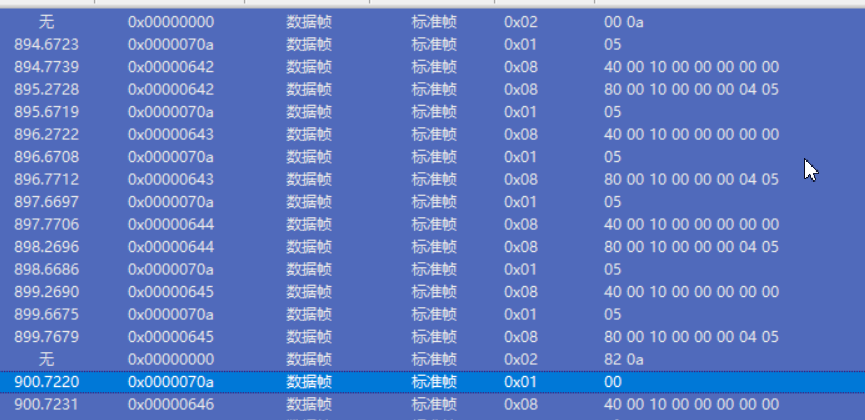 无 0x00000000 数据帧 标准帧 0x02 00 0a
894.6723 0x0000070a 数据帧 标准帧 0x01 05
894.7739 0x00000642 数据帧 标准帧 0x08 40 00 10 00 00 00 00 00
895.2728 0x00000642 数据帧 标准帧 0x08 80 00 10 00 00 00 04 05
895.6719 0x0000070a 数据帧 标准帧 0x01 05
896.2722 0x00000643 数据帧 标准帧 0x08 40 00 10 00 00 00 00 00
896.6708 0x0000070a 数据帧 标准帧 0x01 05
896.7712 0x00000643 数据帧 标准帧 0x08 80 00 10 00 00 00 04 05
897.6697 0x0000070a 数据帧 标准帧 0x01 05
897.7706 0x00000644 数据帧 标准帧 0x08 40 00 10 00 00 00 00 00
898.2696 0x00000644 数据帧 标准帧 0x08 80 00 10 00 00 00 04 05
898.6686 0x0000070a 数据帧 标准帧 0x01 05
899.2690 0x00000645 数据帧 标准帧 0x08 40 00 10 00 00 00 00 00
899.6675 0x0000070a 数据帧 标准帧 0x01 05
899.7679 0x00000645 数据帧 标准帧 0x08 80 00 10 00 00 00 04 05
无 0x00000000 数据帧 标准帧 0x02 82 0a
900.7220 0x0000070a 数据帧 标准帧 0x01 00
900.7231 0x00000646 数据帧 标准帧 0x08 40 00 10 00 00 00 00 00